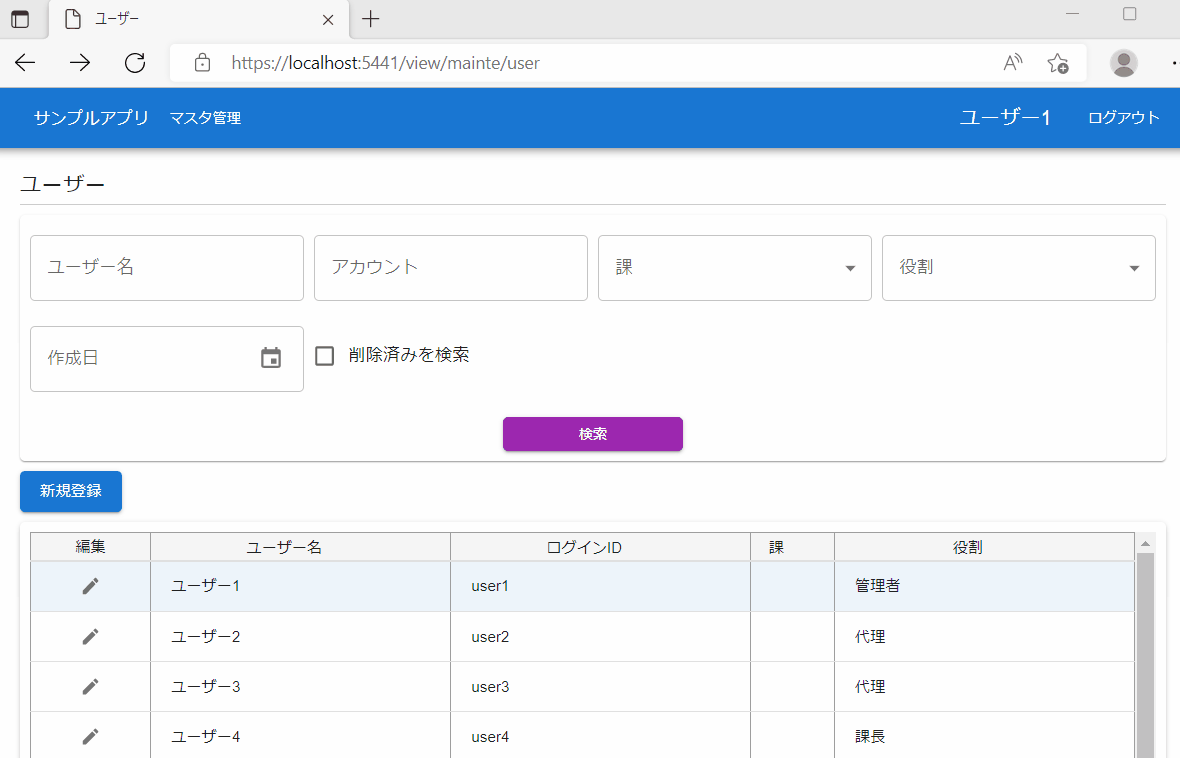 ユーザー
https://localhost:5441/view/mainte/user
サンプルアプリ マスタ管理 ユーザー1 ログアウト
ユーザー
ユーザー名 アカウント 課 役割
作成日 削除済みを検索
検索
新規登録
編集 ユーザー名 ログインID 課 役割
ユーザー1 user1 管理者
ユーザー2 user2 代理
ユーザー3 user3 代理
ユーザー4 user4 課長